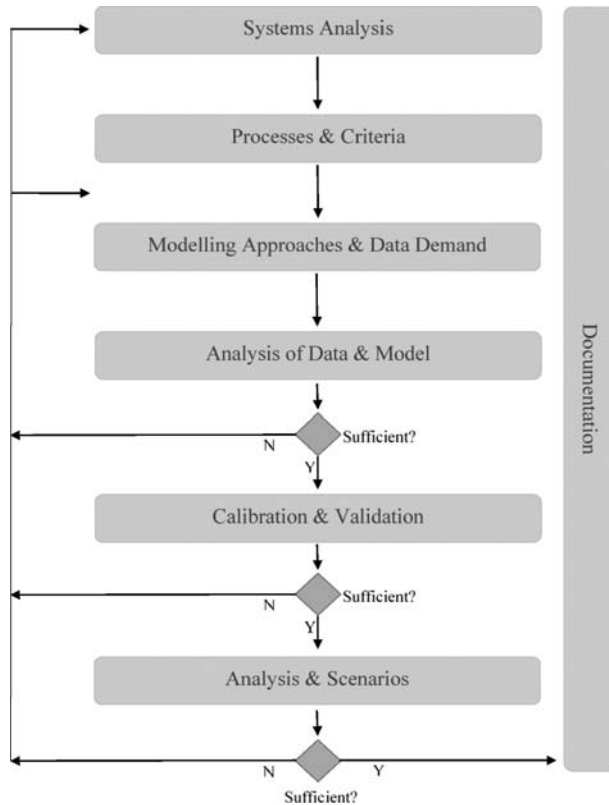 Systems Analysis
Processes & Criteria
Modelling Approaches & Data Demand
Analysis of Data & Model
Sufficient?
N
Y
Calibration & Validation
Sufficient?
N
Y
Analysis & Scenarios
N
Y
Sufficient?
Documentation